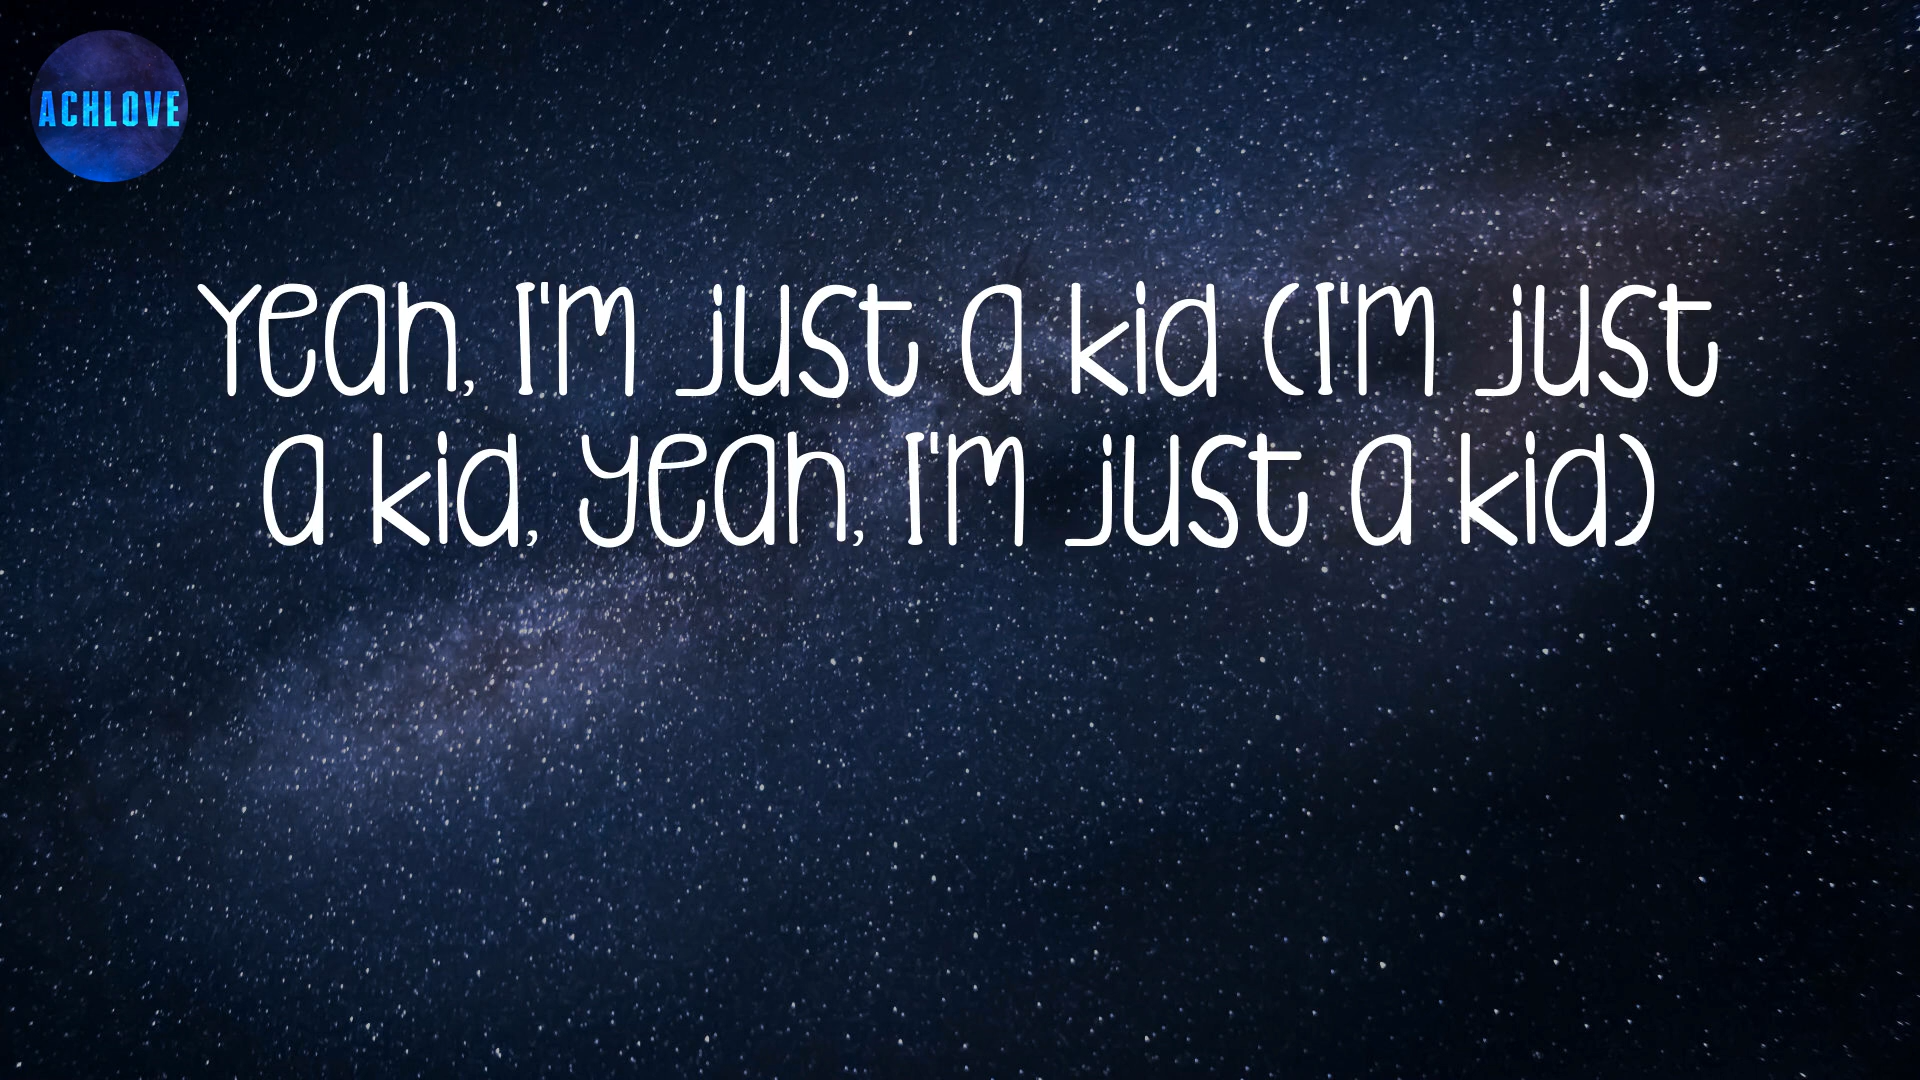 ACHLOVE
Yeah, I'm just a kid (I'm just
a kid, yeah, I'm just a kid)